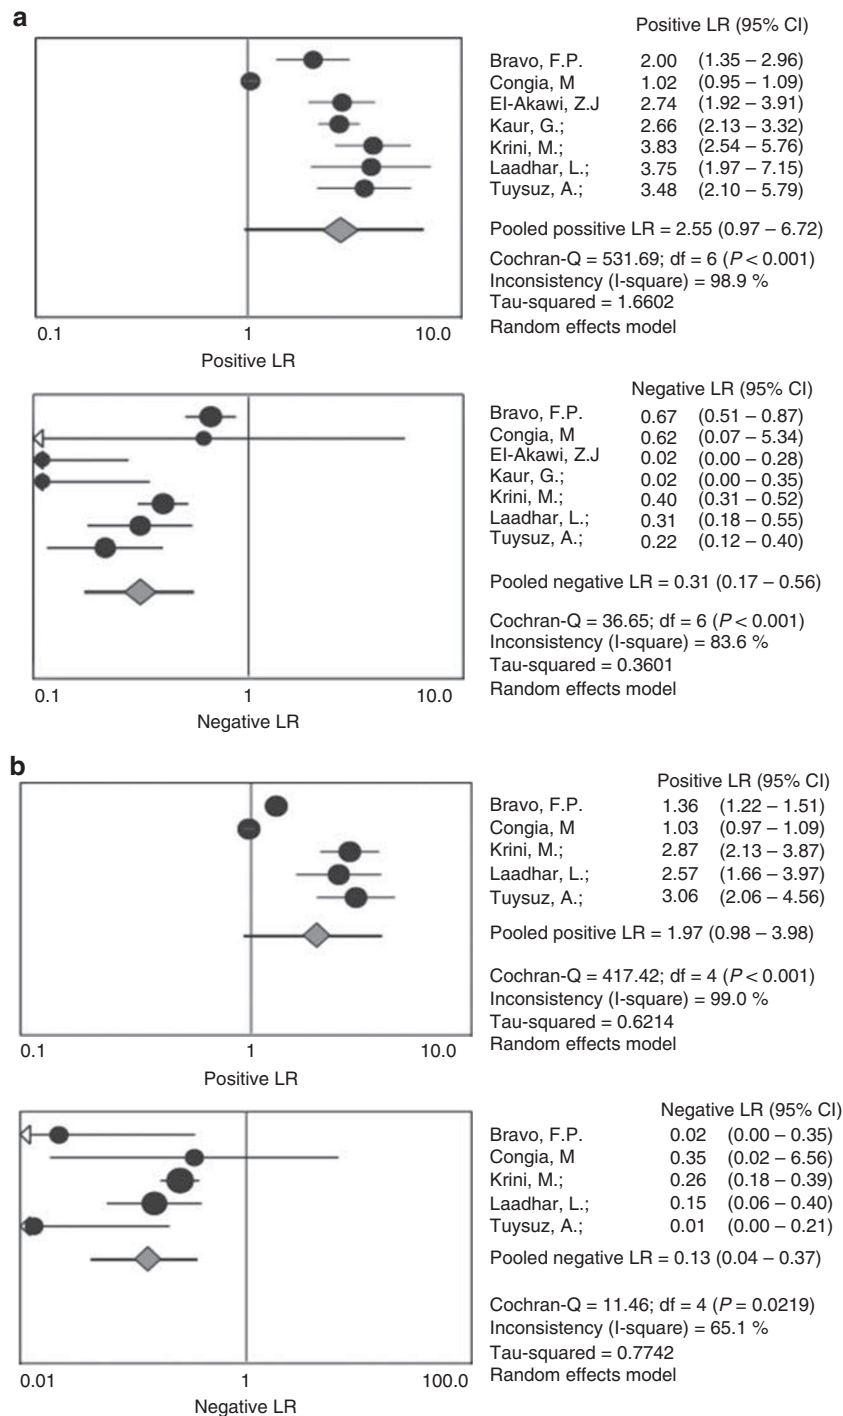 a
Positive LR (95% CI)
Bravo, F.P. 2.00 (1.35 – 2.96)
Congia, M 1.02 (0.95 – 1.09)
El-Akawi, Z.J 2.74 (1.92 – 3.91)
Kaur, G.; 2.66 (2.13 – 3.32)
Krini, M.; 3.83 (2.54 – 5.76)
Laadhar, L.; 3.75 (1.97 – 7.15)
Tuysuz, A.; 3.48 (2.10 – 5.79)
Pooled possitive LR = 2.55 (0.97 – 6.72)
Cochran-Q = 531.69; df = 6 (P < 0.001)
Inconsistency (I-square) = 98.9 %
Tau-squared = 1.6602
Random effects model
0.1 1 10.0
Positive LR
Negative LR (95% CI)
Bravo, F.P. 0.67 (0.51 – 0.87)
Congia, M 0.62 (0.07 – 5.34)
El-Akawi, Z.J 0.02 (0.00 – 0.28)
Kaur, G.; 0.02 (0.00 – 0.35)
Krini, M.; 0.40 (0.31 – 0.52)
Laadhar, L.; 0.31 (0.18 – 0.55)
Tuysuz, A.; 0.22 (0.12 – 0.40)
Pooled negative LR = 0.31 (0.17 – 0.56)
Cochran-Q = 36.65; df = 6 (P < 0.001)
Inconsistency (I-square) = 83.6 %
Tau-squared = 0.3601
Random effects model
0.1 1 10.0
Negative LR
b
Positive LR (95% CI)
Bravo, F.P. 1.36 (1.22 – 1.51)
Congia, M 1.03 (0.97 – 1.09)
Krini, M.; 2.87 (2.13 – 3.87)
Laadhar, L.; 2.57 (1.66 – 3.97)
Tuysuz, A.; 3.06 (2.06 – 4.56)
Pooled positive LR = 1.97 (0.98 – 3.98)
Cochran-Q = 417.42; df = 4 (P < 0.001)
Inconsistency (I-square) = 99.0 %
Tau-squared = 0.6214
Random effects model
0.1 1 10.0
Positive LR
Negative LR (95% CI)
Bravo, F.P. 0.02 (0.00 – 0.35)
Congia, M 0.35 (0.02 – 6.56)
Krini, M.; 0.26 (0.18 – 0.39)
Laadhar, L.; 0.15 (0.06 – 0.40)
Tuysuz, A.; 0.01 (0.00 – 0.21)
Pooled negative LR = 0.13 (0.04 – 0.37)
Cochran-Q = 11.46; df = 4 (P = 0.0219)
Inconsistency (I-square) = 65.1 %
Tau-squared = 0.7742
Random effects model
0.01 1 100.0
Negative LR